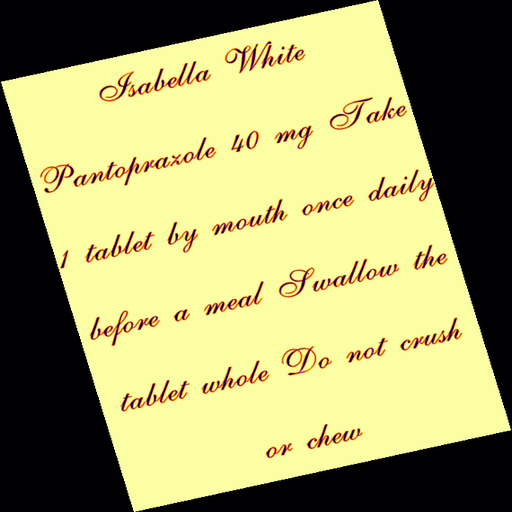 Isabella White
Pantoprazole 40 mg Take
1 tablet by mouth once daily
before a meal Swallow the
tablet whole Do not crush
or chew